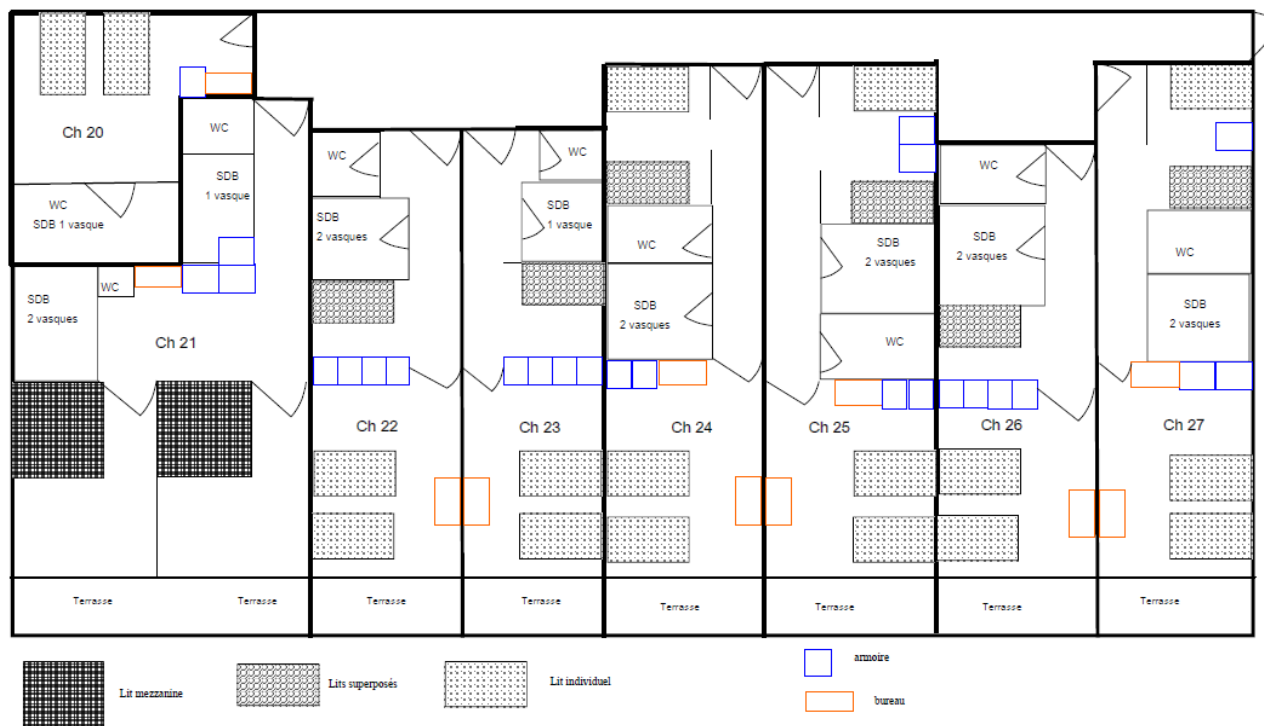 Ch 20
WC
SDB 1 vasque
WC
SDB
1 vasque
SDB
2 vasques
WC
Ch 21
WC
SDB
2 vasques
Ch 22
WC
SDB
1 vasque
Ch 23
WC
SDB
2 vasques
Ch 24
SDB
2 vasques
WC
Ch 25
WC
SDB
2 vasques
Ch 26
WC
SDB
2 vasques
Ch 27
Terrasse
Terrasse
Terrasse
Terrasse
Terrasse
Terrasse
Terrasse
Terrasse
Lit mezzanine
Lits superposés
Lit individuel
armoire
bureau